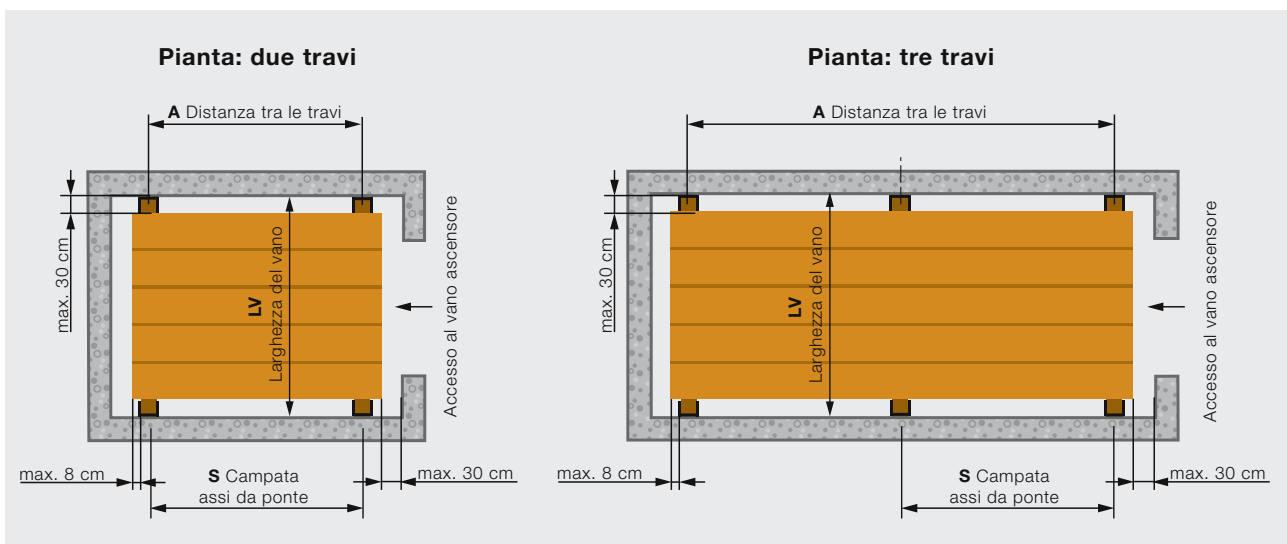 Pianta: due travi
A Distanza tra le travi
max. 30 cm
LV
Larghezza del vano
Accesso al vano ascensore
max. 8 cm
S Campata
assi da ponte
max. 30 cm
Pianta: tre travi
A Distanza tra le travi
max. 30 cm
LV
Larghezza del vano
Accesso al vano ascensore
max. 8 cm
S Campata
assi da ponte
max. 30 cm